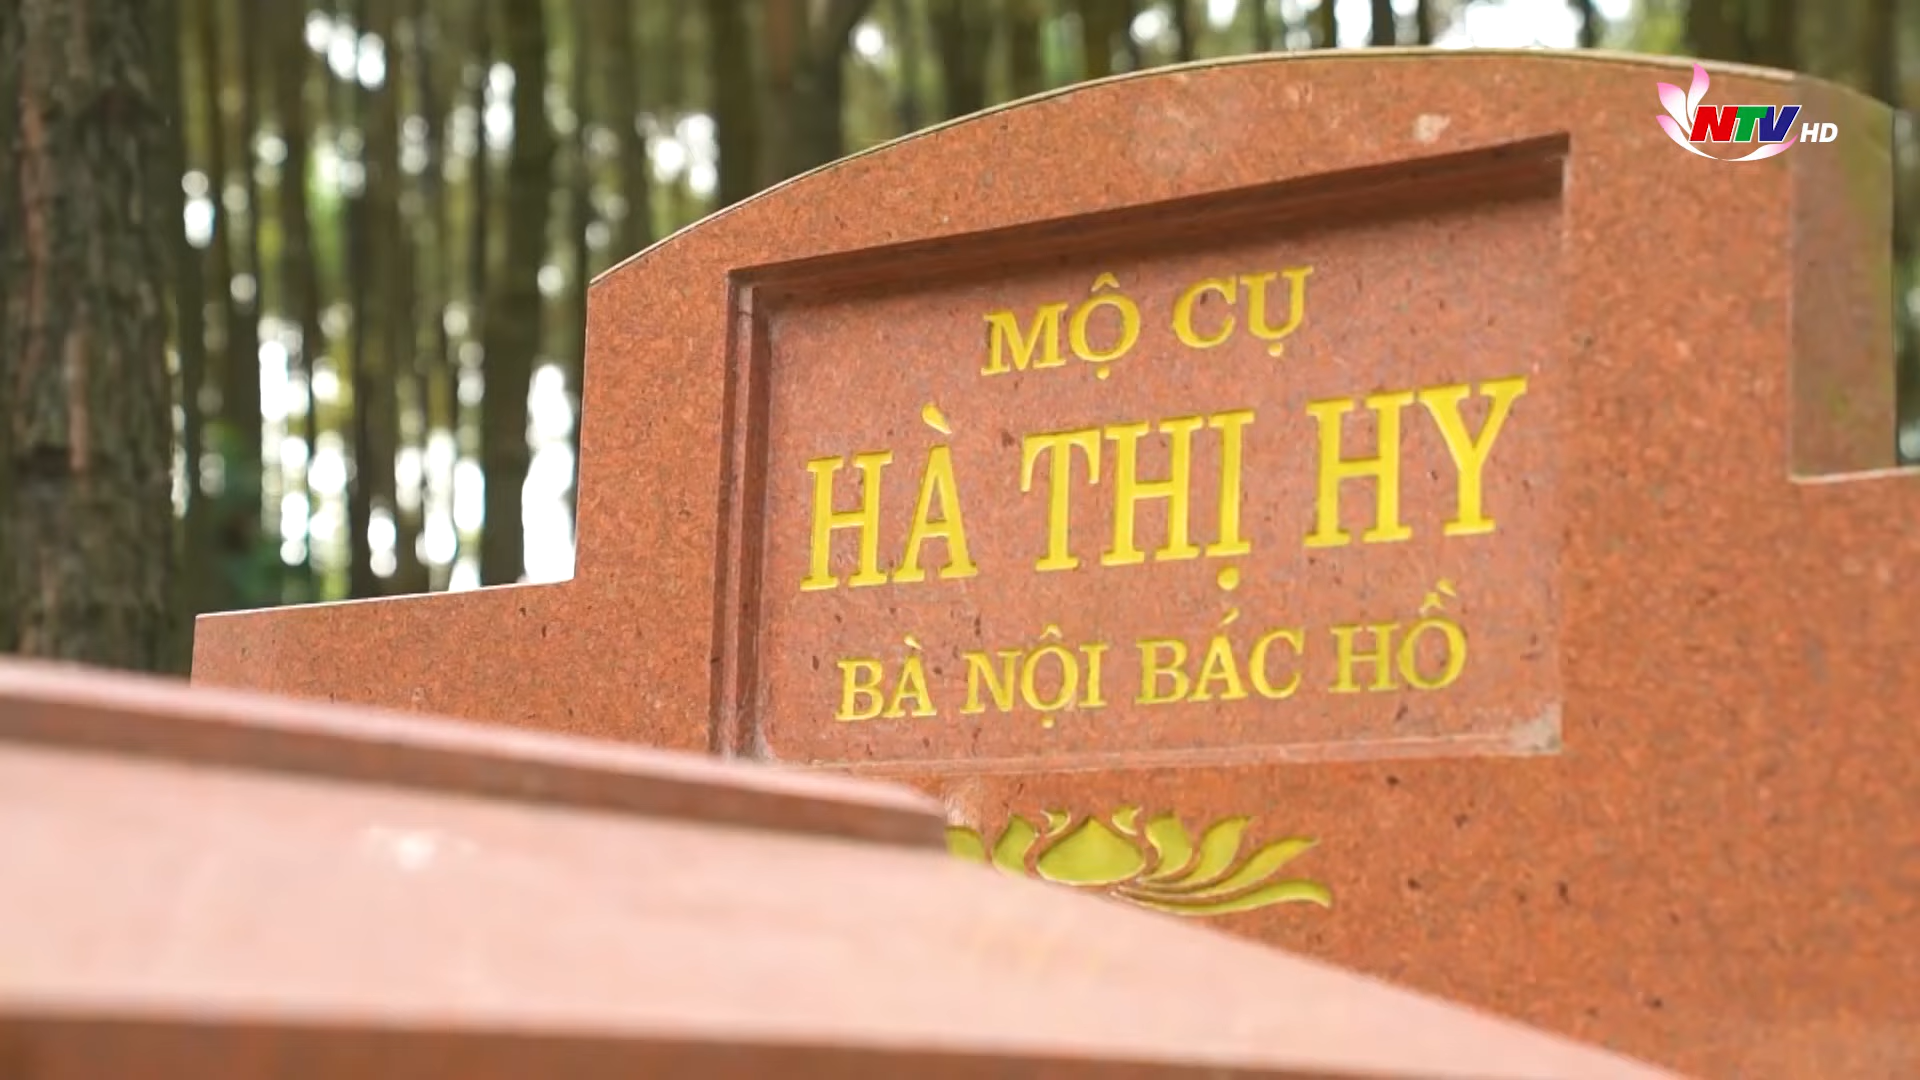 NTV HD
MỘ CỤ
HÀ THỊ HY
BÀ NỘI BÁC HỒ